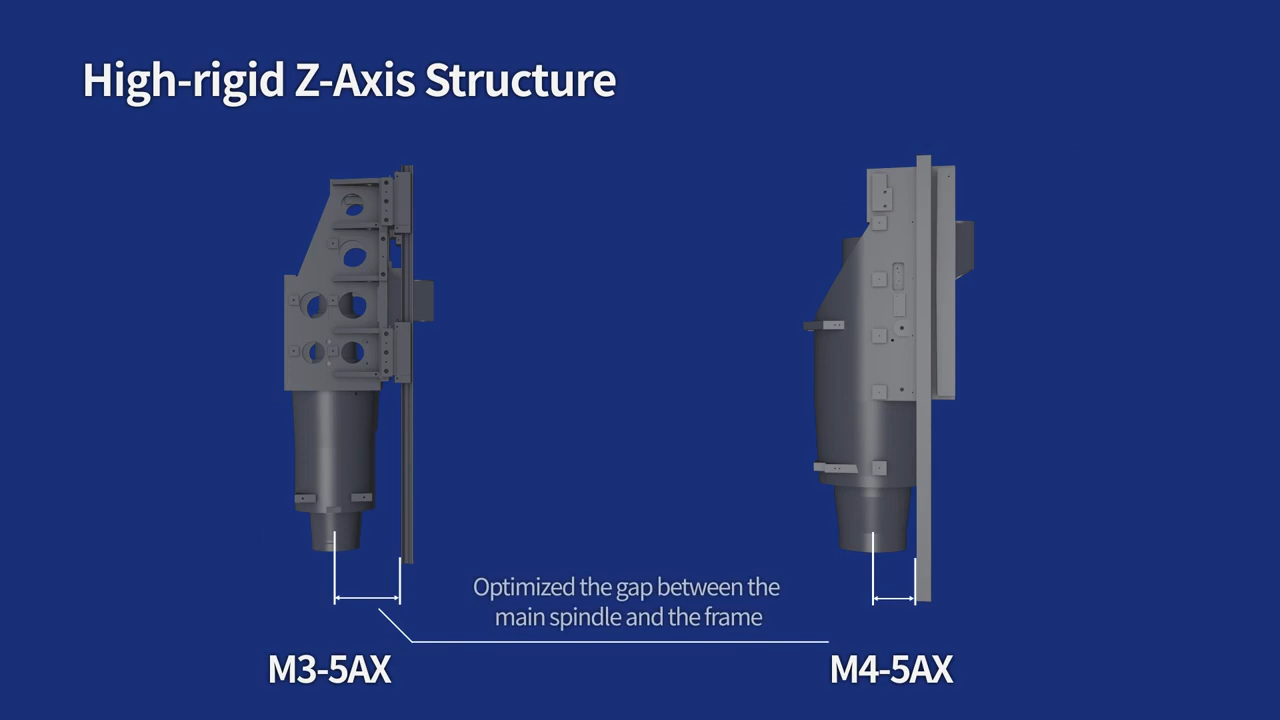 High-rigid Z-Axis Structure
Optimized the gap between the
main spindle and the frame
M3-5AX
M4-5AX